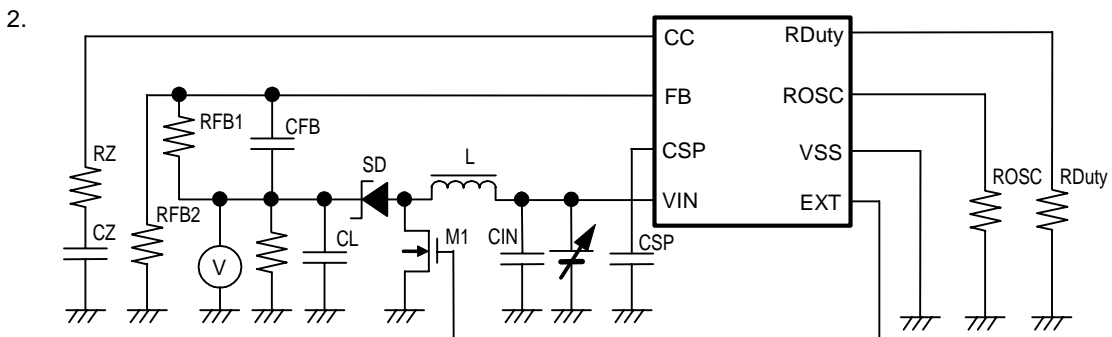 2.
CC RDuty
FB ROSC
CSP VSS
VIN EXT
RFB1
CFB
RZ
SD
L
ROSC
RDuty
RFB2
CZ
V
CL
M1
CIN
CSP